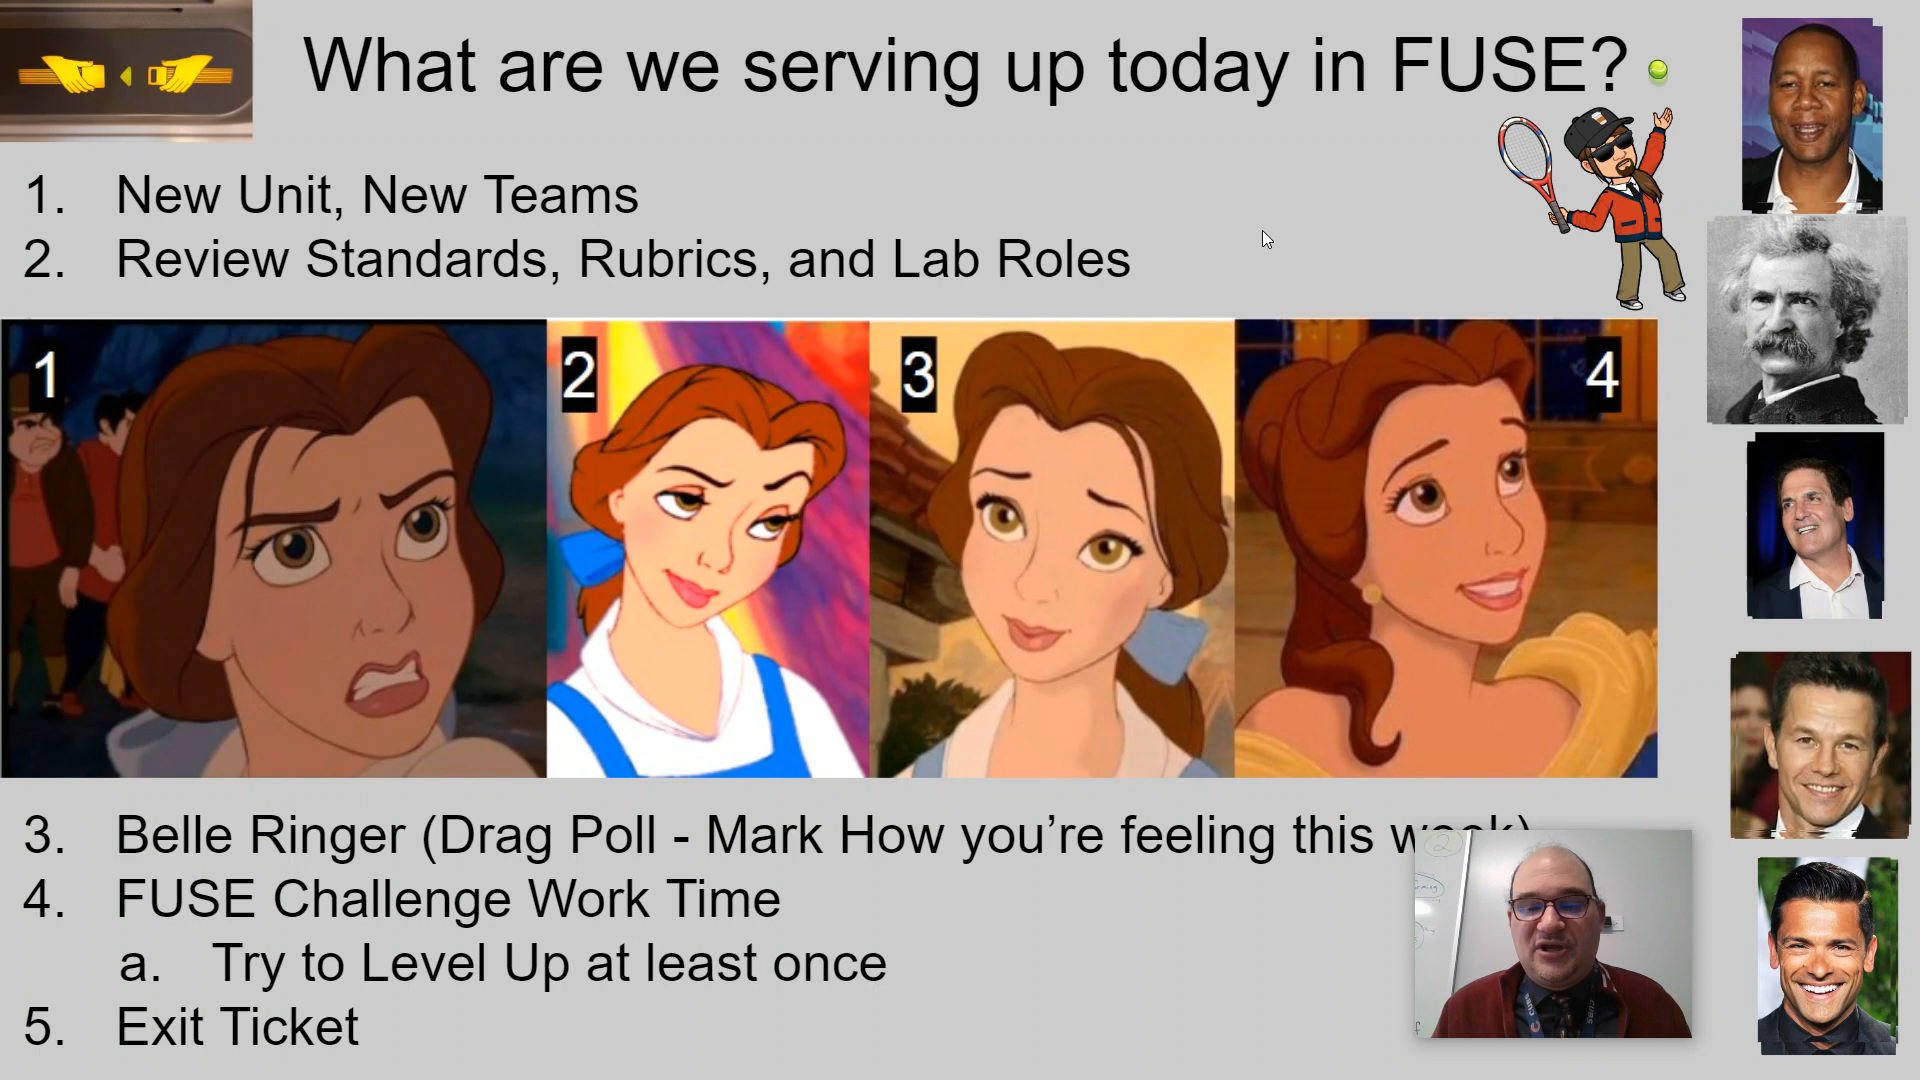 What are we serving up today in FUSE?
1. New Unit, New Teams
2. Review Standards, Rubrics, and Lab Roles
1 2 3 4
3. Belle Ringer (Drag Poll - Mark How you’re feeling this
4. FUSE Challenge Work Time
a. Try to Level Up at least once
5. Exit Ticket
CUBS